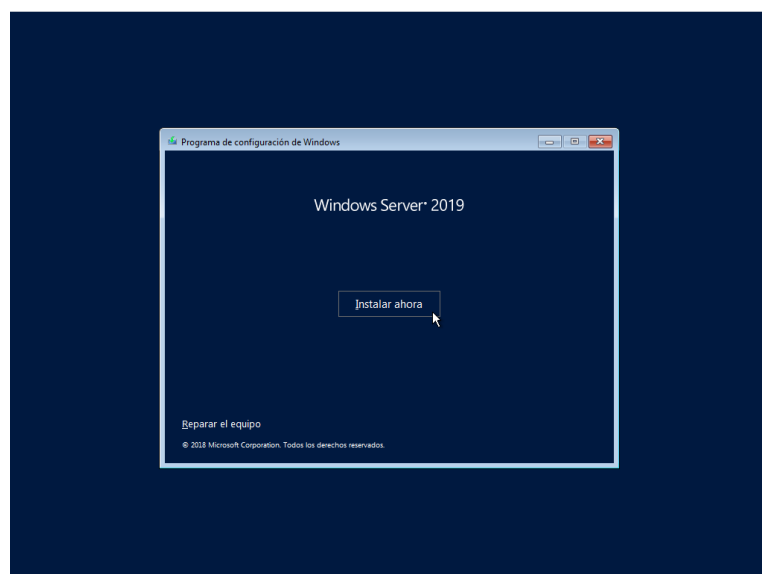 Programa de configuración de Windows
Windows Server® 2019
Instalar ahora
Reparar el equipo
© 2018 Microsoft Corporation. Todos los derechos reservados.